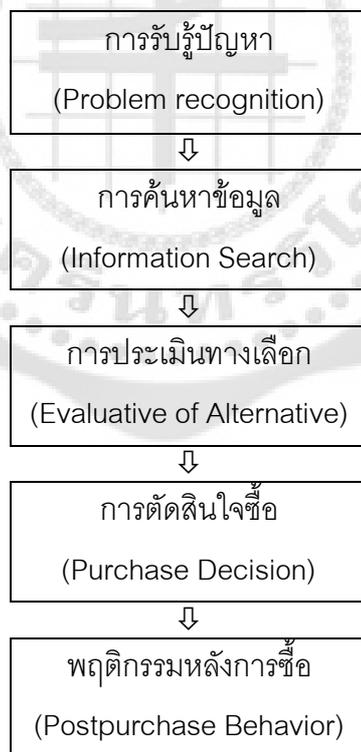 การรับรู้ปัญหา
(Problem recognition)
⇩
การค้นหาข้อมูล
(Information Search)
⇩
การประเมินทางเลือก
(Evaluative of Alternative)
⇩
การตัดสินใจซื้อ
(Purchase Decision)
⇩
พฤติกรรมหลังการซื้อ
(Postpurchase Behavior)